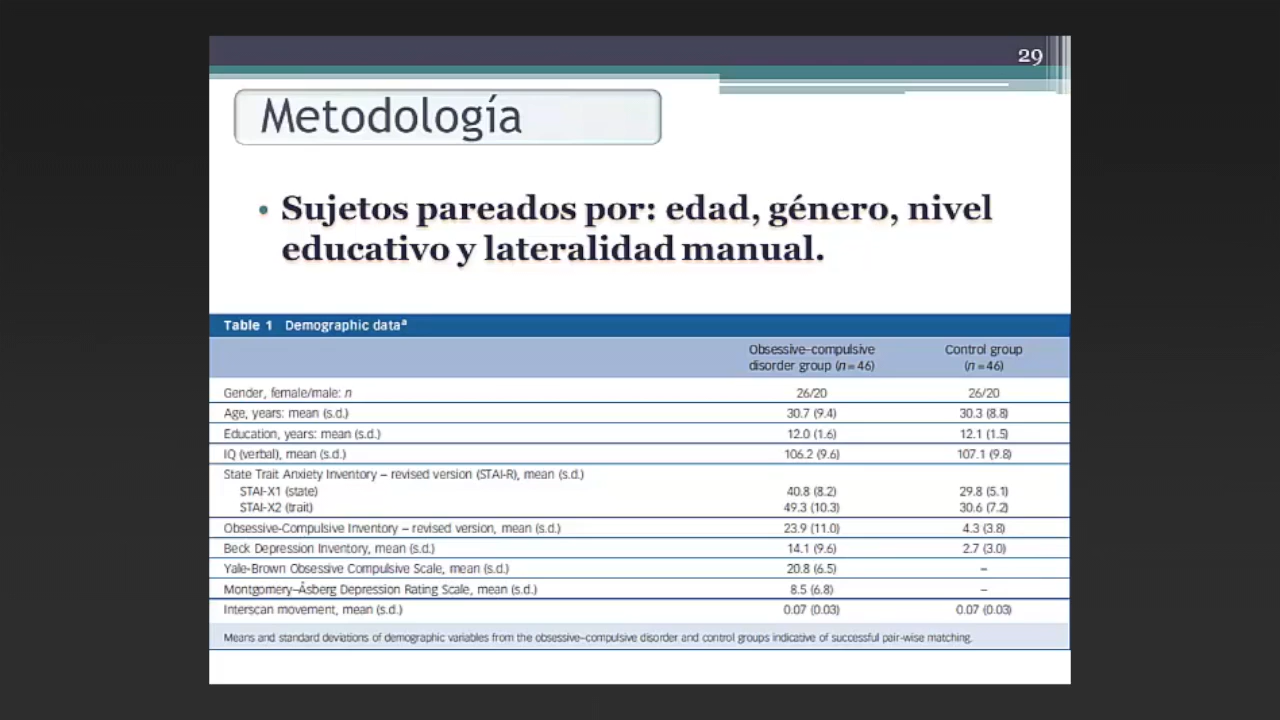 29
Metodología
• Sujetos pareados por: edad, género, nivel
educativo y lateralidad manual.
Table 1 Demographic dataª
Obsessive–compulsive Control group
disorder group (n = 46) (n = 46)
Gender, female/male: n 26/20 26/20
Age, years: mean (s.d.) 30.7 (9.4) 30.3 (8.8)
Education, years: mean (s.d.) 12.0 (1.6) 12.1 (1.5)
IQ (verbal), mean (s.d.) 106.2 (9.6) 107.1 (9.8)
State Trait Anxiety Inventory – revised version (STAI-R), mean (s.d.)
STAI-X1 (state) 40.8 (8.2) 29.8 (5.1)
STAI-X2 (trait) 49.3 (10.3) 30.6 (7.2)
Obsessive-Compulsive Inventory – revised version, mean (s.d.) 23.9 (11.0) 4.3 (3.8)
Beck Depression Inventory, mean (s.d.) 14.1 (9.6) 2.7 (3.0)
Yale-Brown Obsessive Compulsive Scale, mean (s.d.) 20.8 (6.5) –
Montgomery–Åsberg Depression Rating Scale, mean (s.d.) 8.5 (6.8) –
Interscan movement, mean (s.d.) 0.07 (0.03) 0.07 (0.03)
Means and standard deviations of demographic variables from the obsessive–compulsive disorder and control groups indicative of successful pair-wise matching.